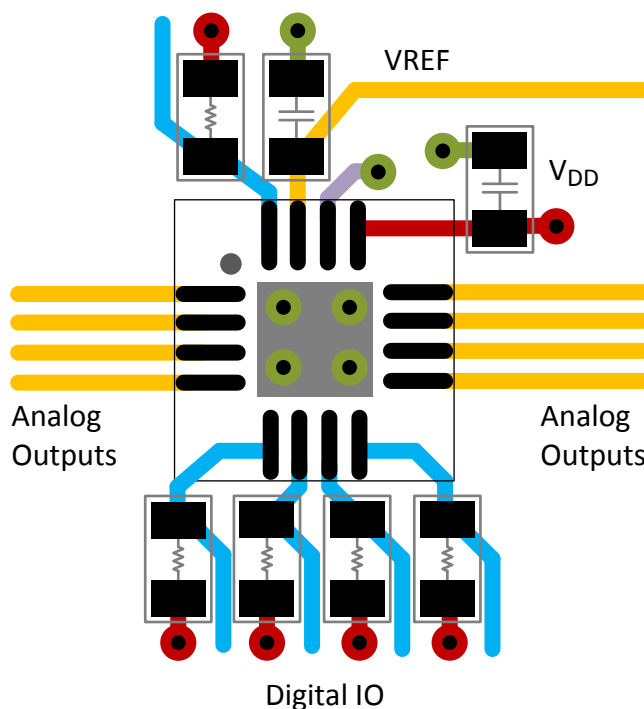 VREF
VDD
Analog
Outputs
Analog
Outputs
Digital IO